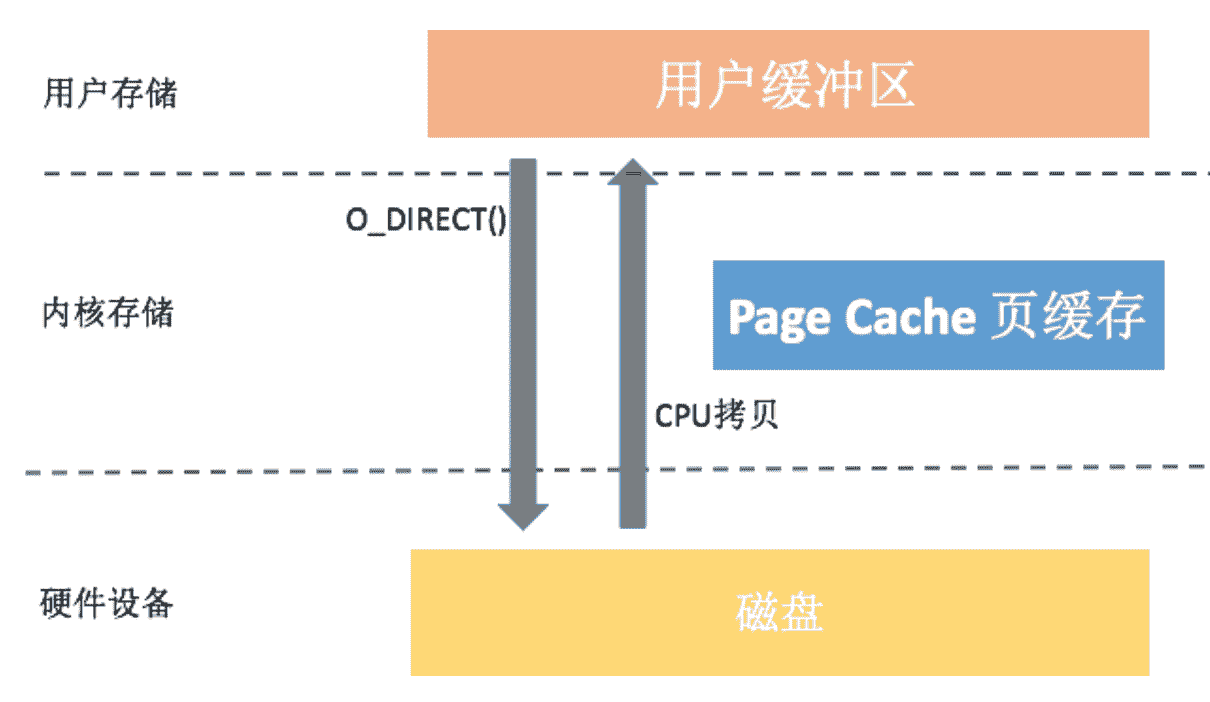 用户存储
用户缓冲区
O_DIRECT()
内核存储
Page Cache 页缓存
CPU拷贝
硬件设备
磁盘